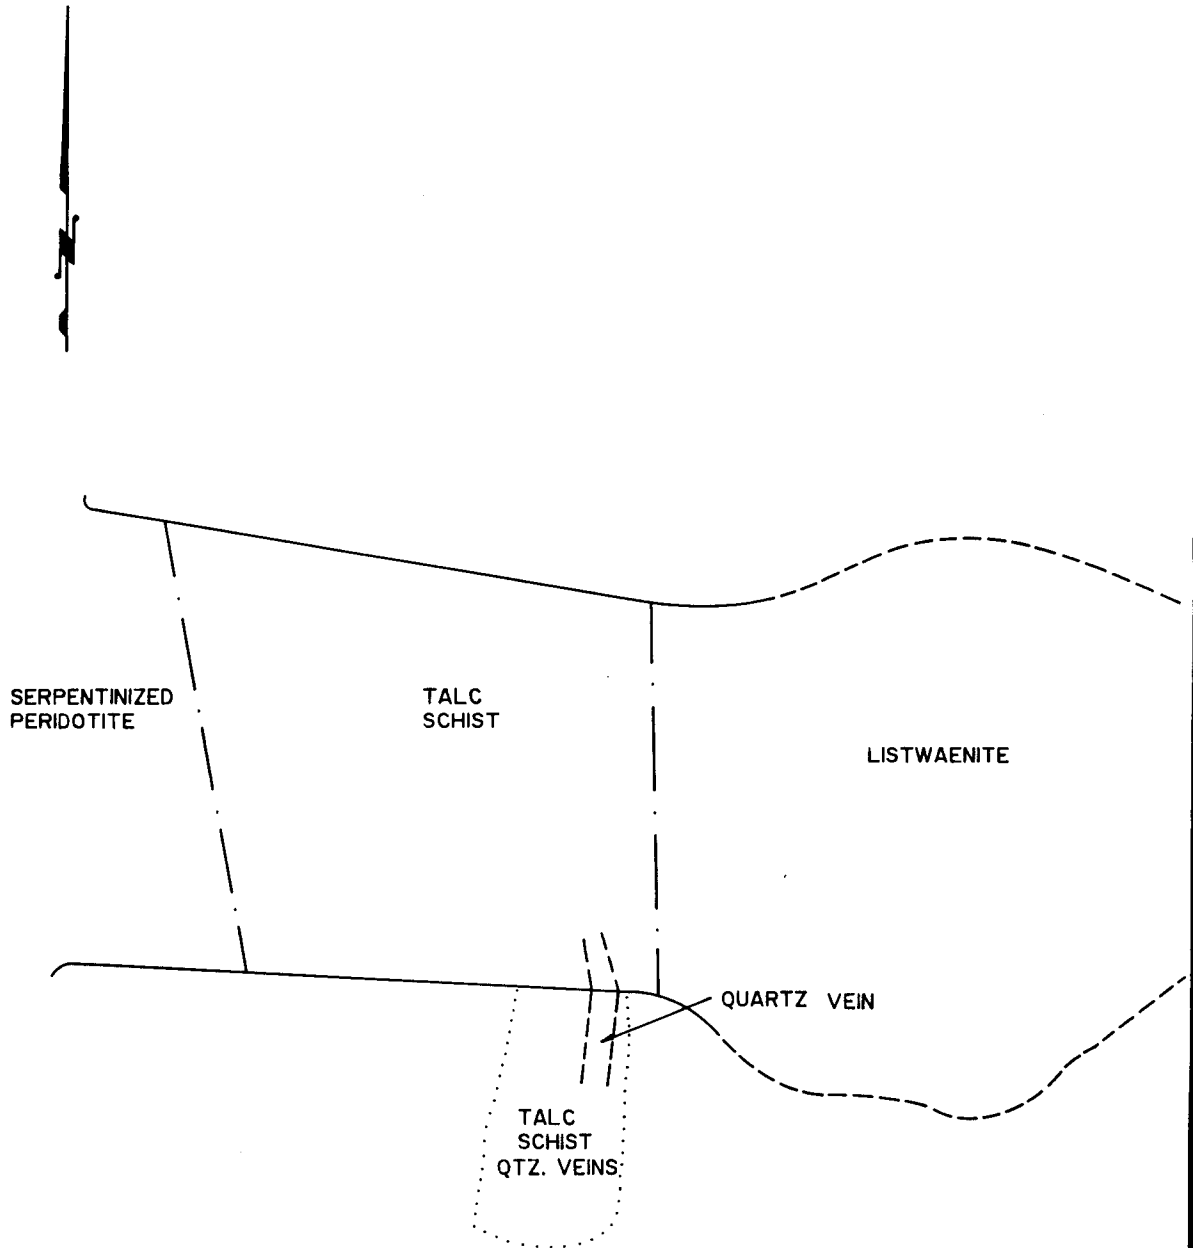 N
SERPENTINIZED
PERIDOTITE
TALC
SCHIST
LISTWAENITE
QUARTZ VEIN
TALC
SCHIST
QTZ. VEINS